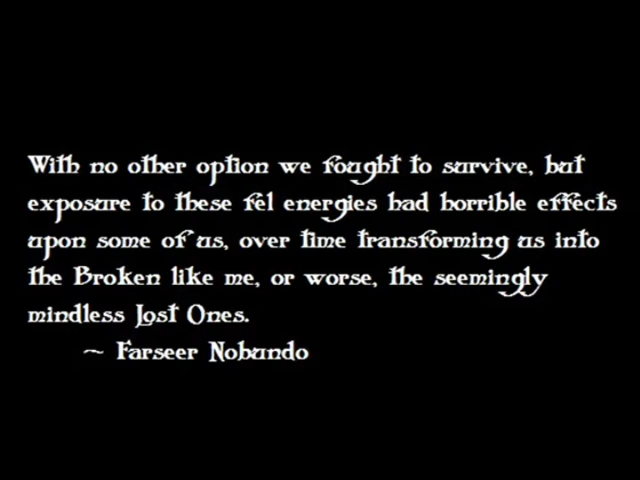 With no other option we fought to survive, but
exposure to these fel energies had horrible effects
upon some of us, over time transforming us into
the Broken like me, or worse, the seemingly
mindless Lost Ones.
~ Farseer Nobundo